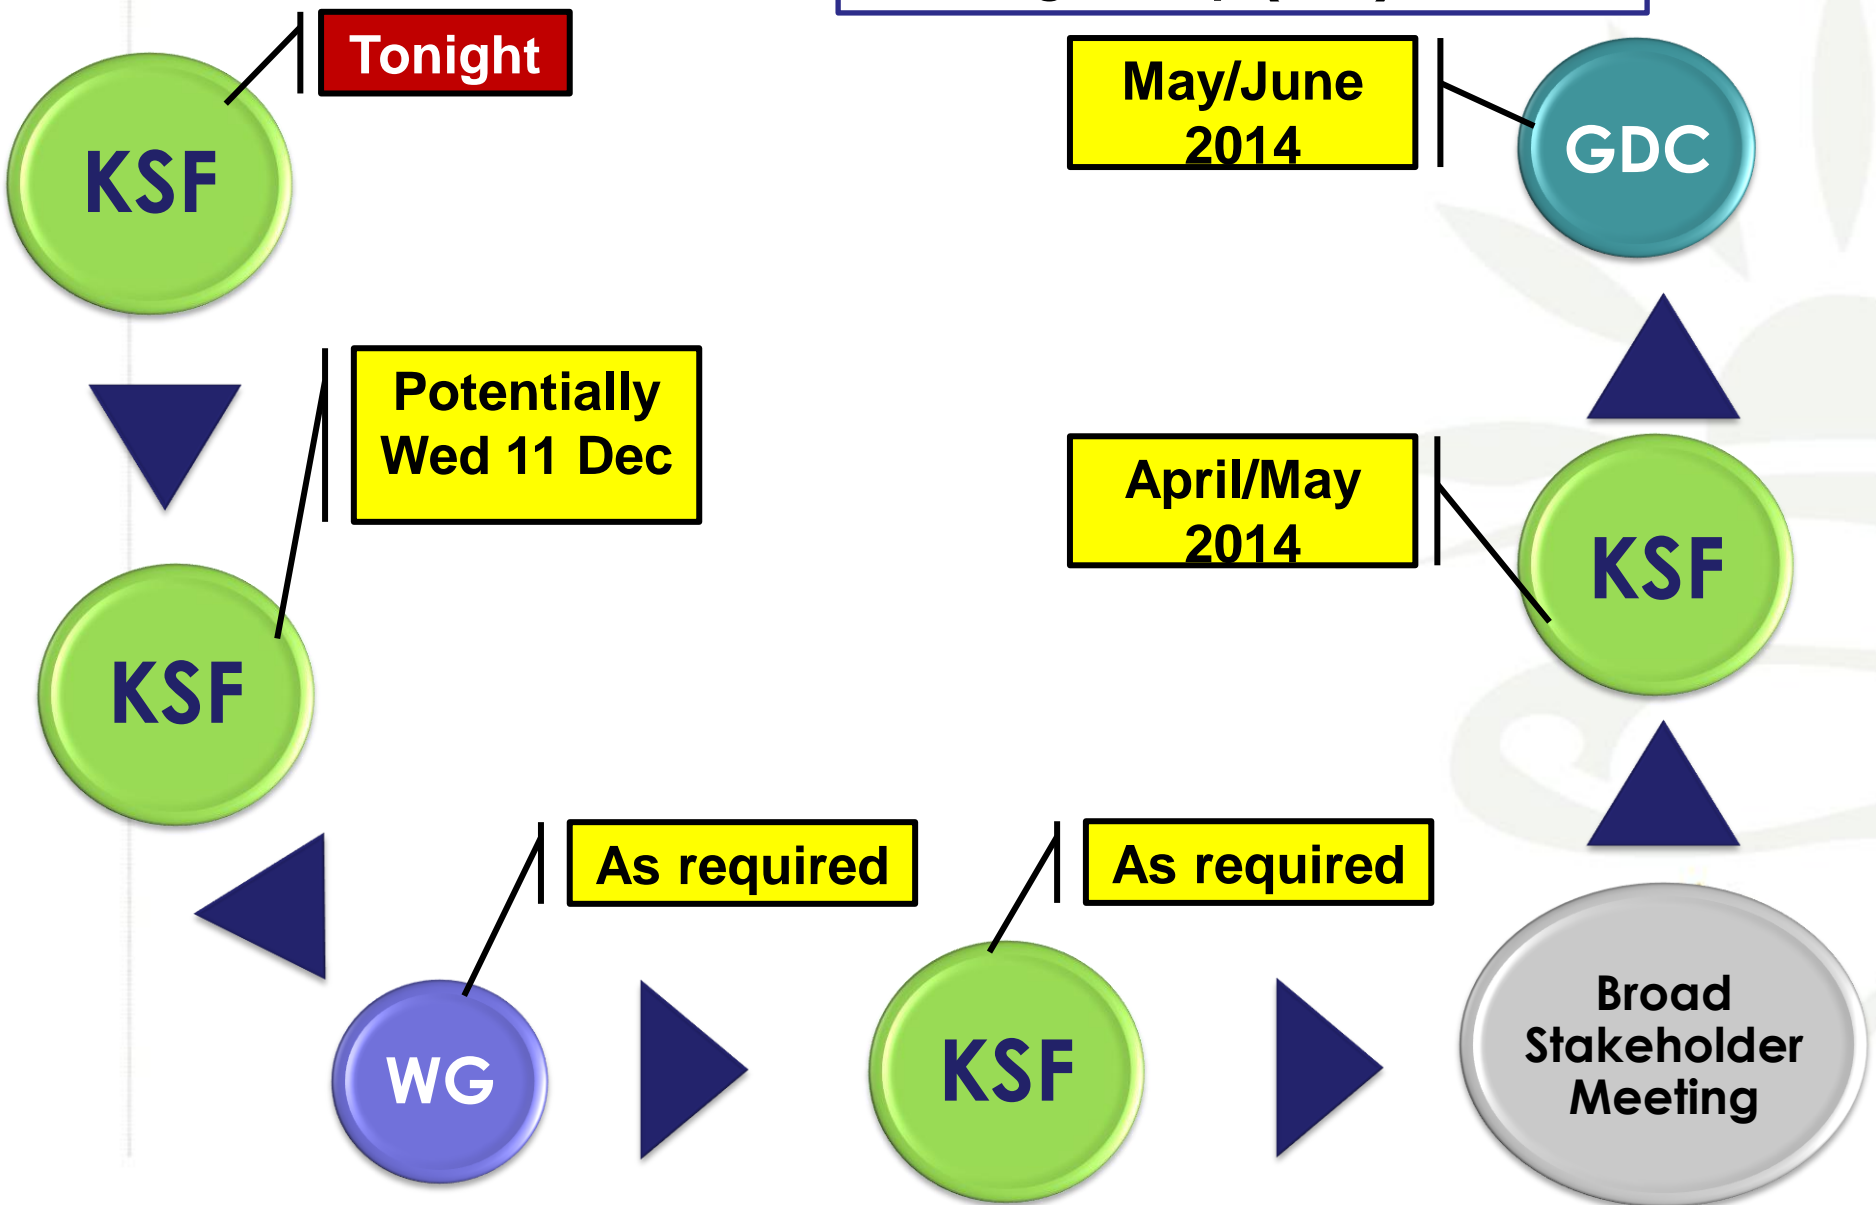 Tonight
KSF
Potentially
Wed 11 Dec
KSF
As required
WG
As required
KSF
Broad
Stakeholder
Meeting
April/May
2014
KSF
May/June
2014
GDC